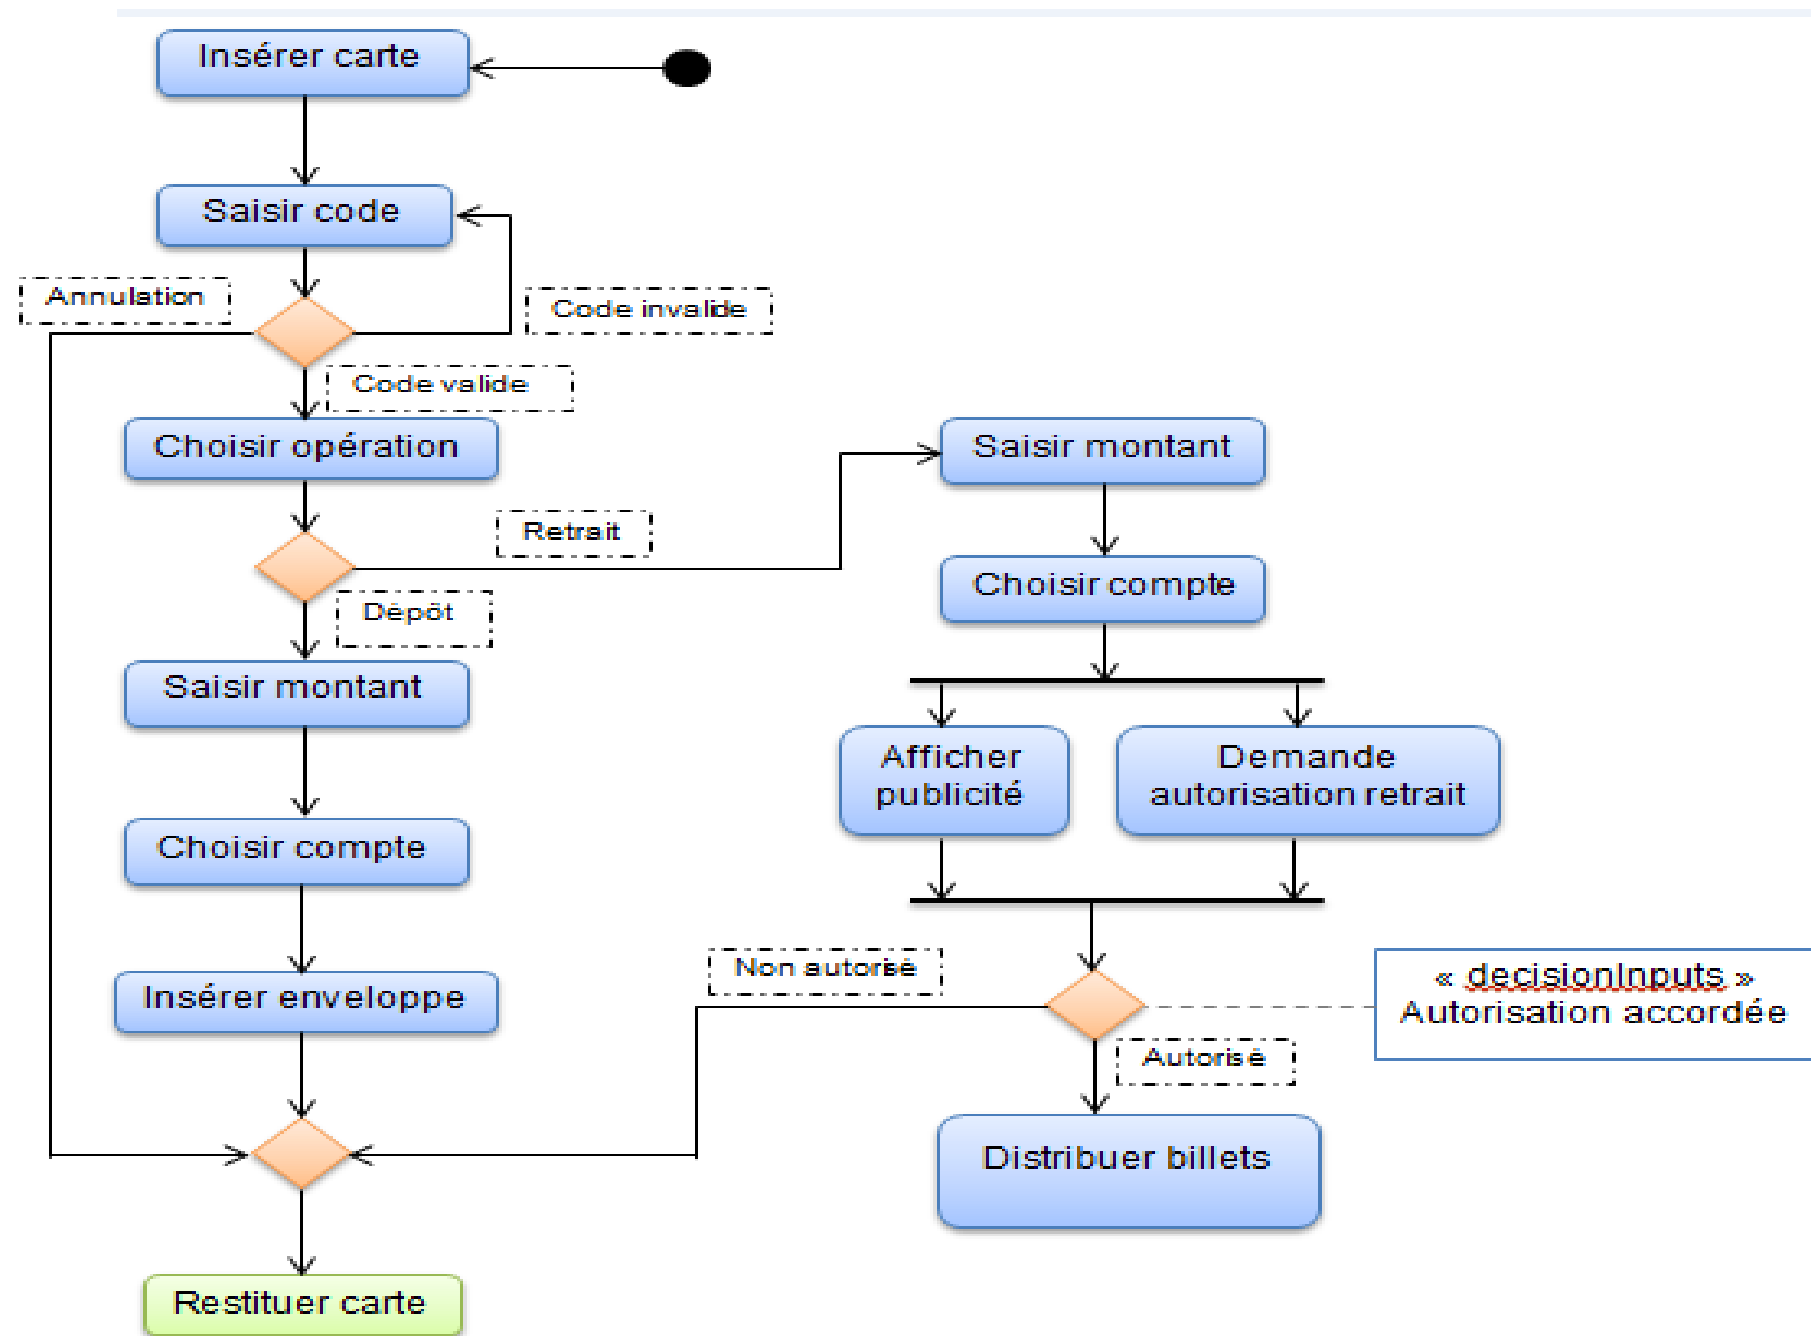 Insérer carte
Saisir code
Annulation
Code invalide
Code valide
Choisir opération
Saisir montant
Retrait
Choisir compte
Dépôt
Saisir montant
Afficher
publicité
Demande
autorisation retrait
Choisir compte
Non autorisé
« decisionInputs »
Autorisation accordée
Insérer enveloppe
Autorisé
Distribuer billets
Restituer carte